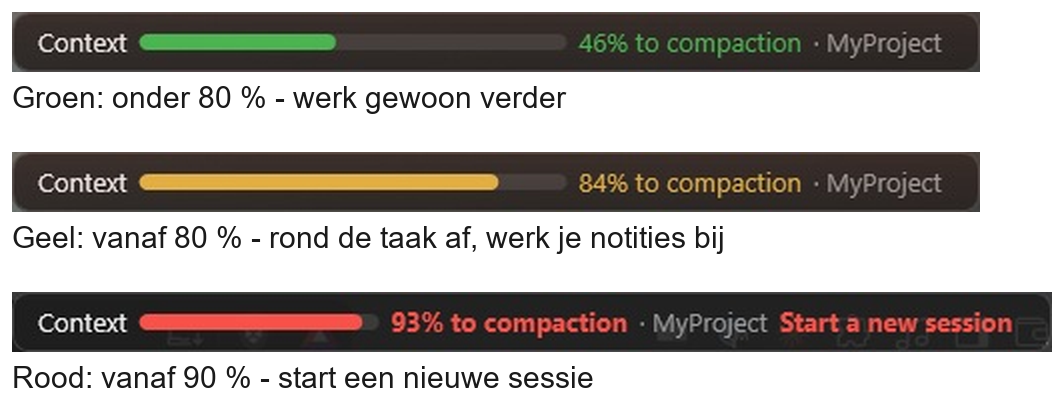 Context 46% to compaction · MyProject
Groen: onder 80 % - werk gewoon verder
Context 84% to compaction · MyProject
Geel: vanaf 80 % - rond de taak af, werk je notities bij
Context 93% to compaction · MyProject Start a new session
Rood: vanaf 90 % - start een nieuwe sessie